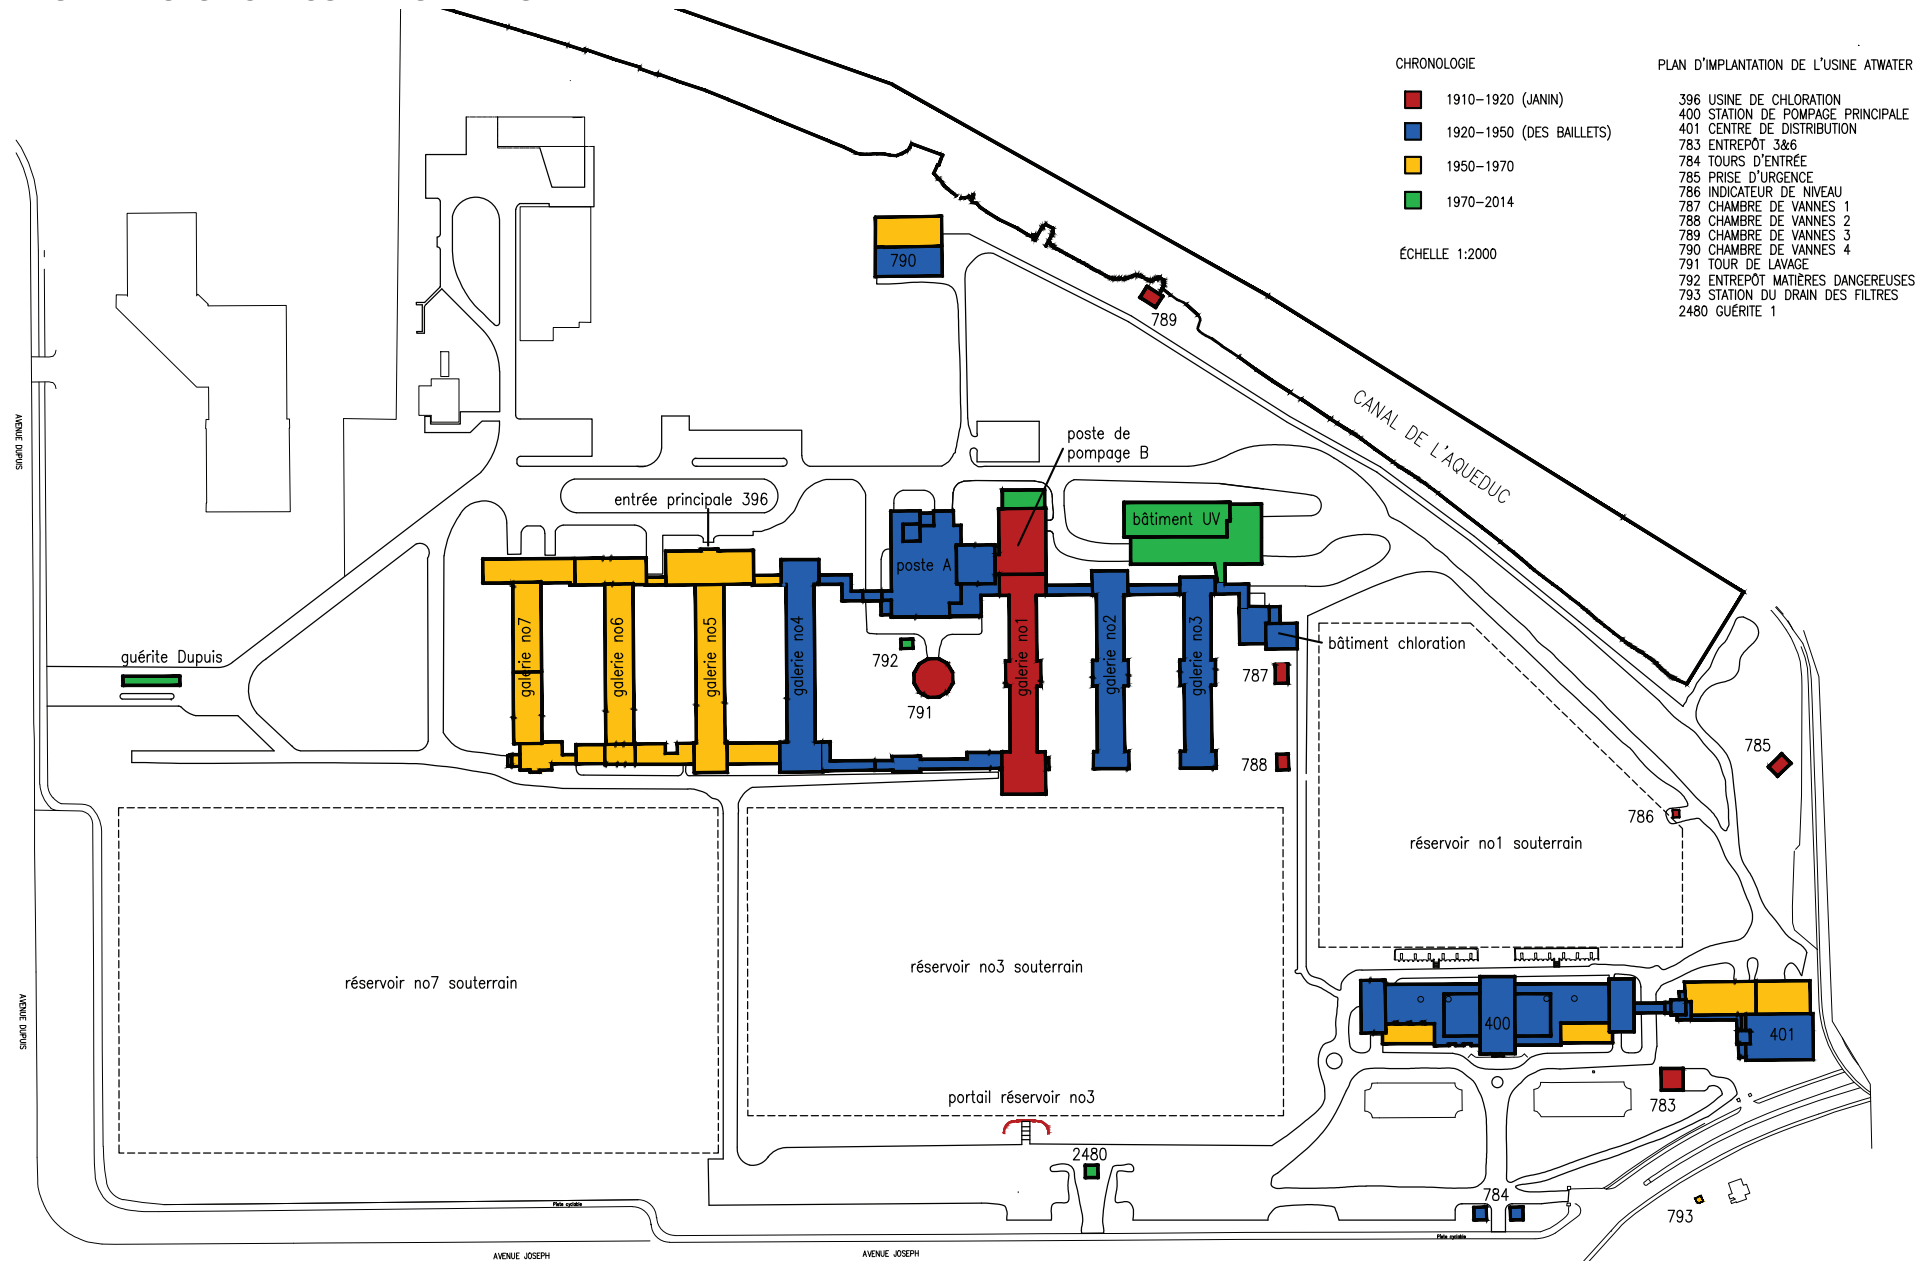 CHRONOLOGIE
1910-1920 (JANIN)
1920-1950 (DES BAILLETS)
1950-1970
1970-2014
ÉCHELLE 1:2000
PLAN D'IMPLANTATION DE L'USINE ATWATER
396 USINE DE CHLORATION
400 STATION DE POMPAGE PRINCIPALE
401 CENTRE DE DISTRIBUTION
783 ENTREPÔT 3&6
784 TOURS D'ENTRÉE
785 PRISE D'URGENCE
786 INDICATEUR DE NIVEAU
787 CHAMBRE DE VANNES 1
788 CHAMBRE DE VANNES 2
789 CHAMBRE DE VANNES 3
790 CHAMBRE DE VANNES 4
791 TOUR DE LAVAGE
792 ENTREPÔT MATIÈRES DANGEREUSES
793 STATION DU DRAIN DES FILTRES
2480 GUÉRITE 1
790
789
CANAL DE L'AQUEDUC
AVENUE DUPUIS
poste de
pompage B
entrée principale 396
bâtiment UV
poste A
galerie no7
galerie no6
galerie no5
galerie no4
galerie no1
galerie no2
galerie no3
bâtiment chloration
guérite Dupuis
792
791
787
788
785
786
réservoir no1 souterrain
réservoir no3 souterrain
réservoir no7 souterrain
AVENUE DUPUIS
400
401
783
portail réservoir no3
2480
784
793
Piste cyclable
Piste cyclable
AVENUE JOSEPH
AVENUE JOSEPH